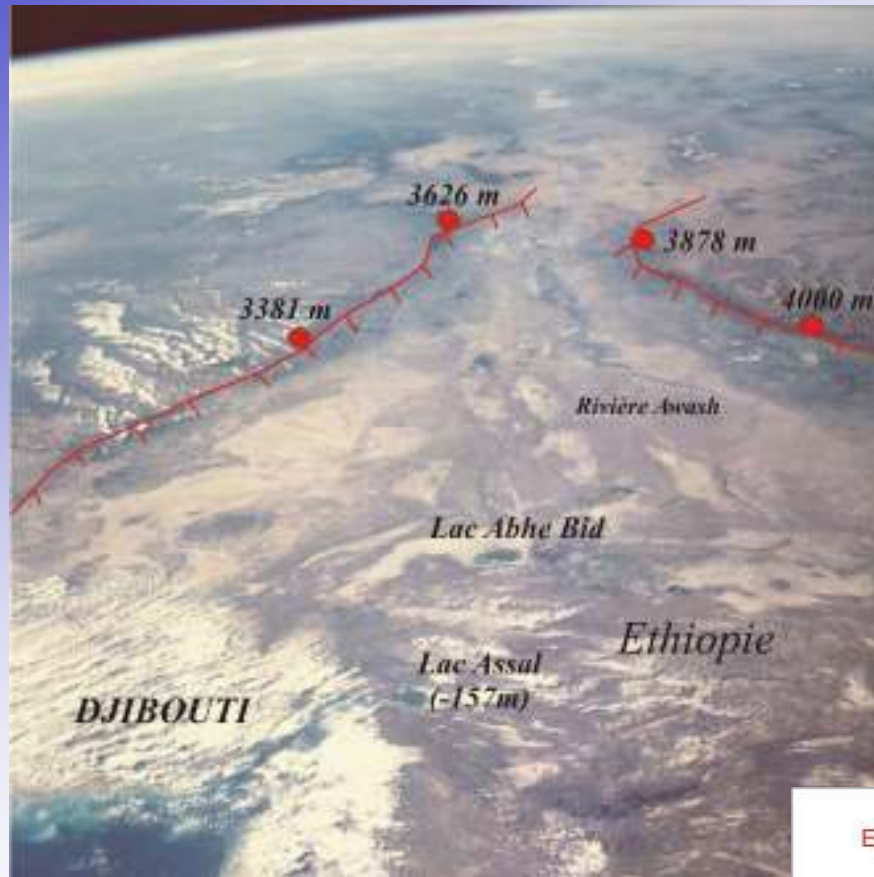 3626 m
3878 m
3381 m
4000 m
Rivière Awash
Lac Abhe Bid
Ethiopie
Lac Assal
(-157m)
DJIBOUTI
E